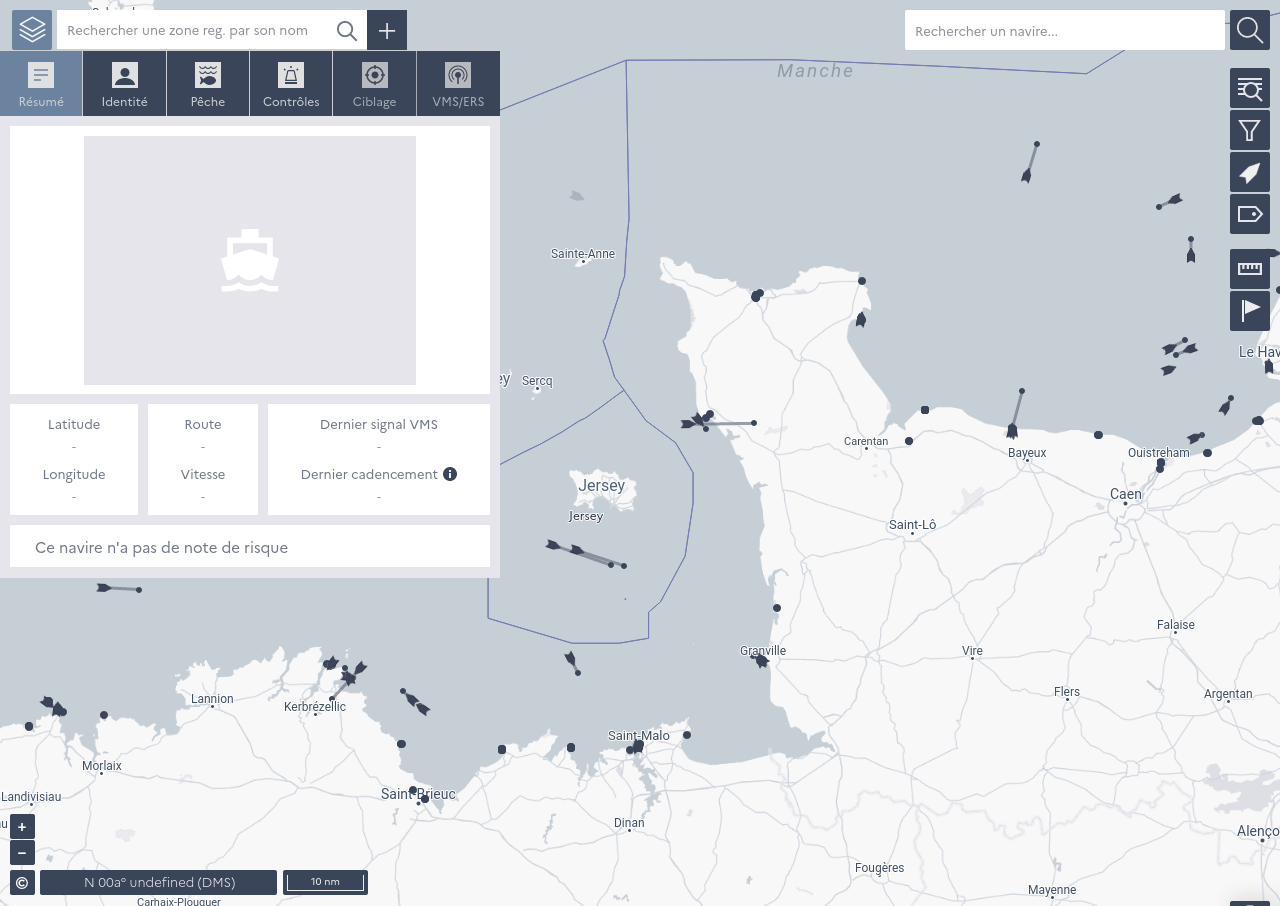 Rechercher une zone reg. par son nom
Rechercher un navire...
Résumé
Identité
Pêche
Contrôles
Ciblage
VMS/ERS
Manche
Sainte-Anne
Sercq
ey
Le Hav
Latitude
-
Longitude
-
Route
-
Vitesse
-
Dernier signal VMS
-
Dernier cadencement
-
Ce navire n'a pas de note de risque
Carentan
Bayeux
Ouistreham
Caen
Jersey
Jersey
Saint-Lô
Falaise
Granville
Vire
Lannion
Kerbrézellic
Flers
Argentan
Saint-Malo
Morlaix
Landivisiau
Saint-Brieuc
Dinan
Alenço
Fougères
Mayenne
+
−
©
N 00aº undefined (DMS)
10 nm
Carhaix-Plouguer